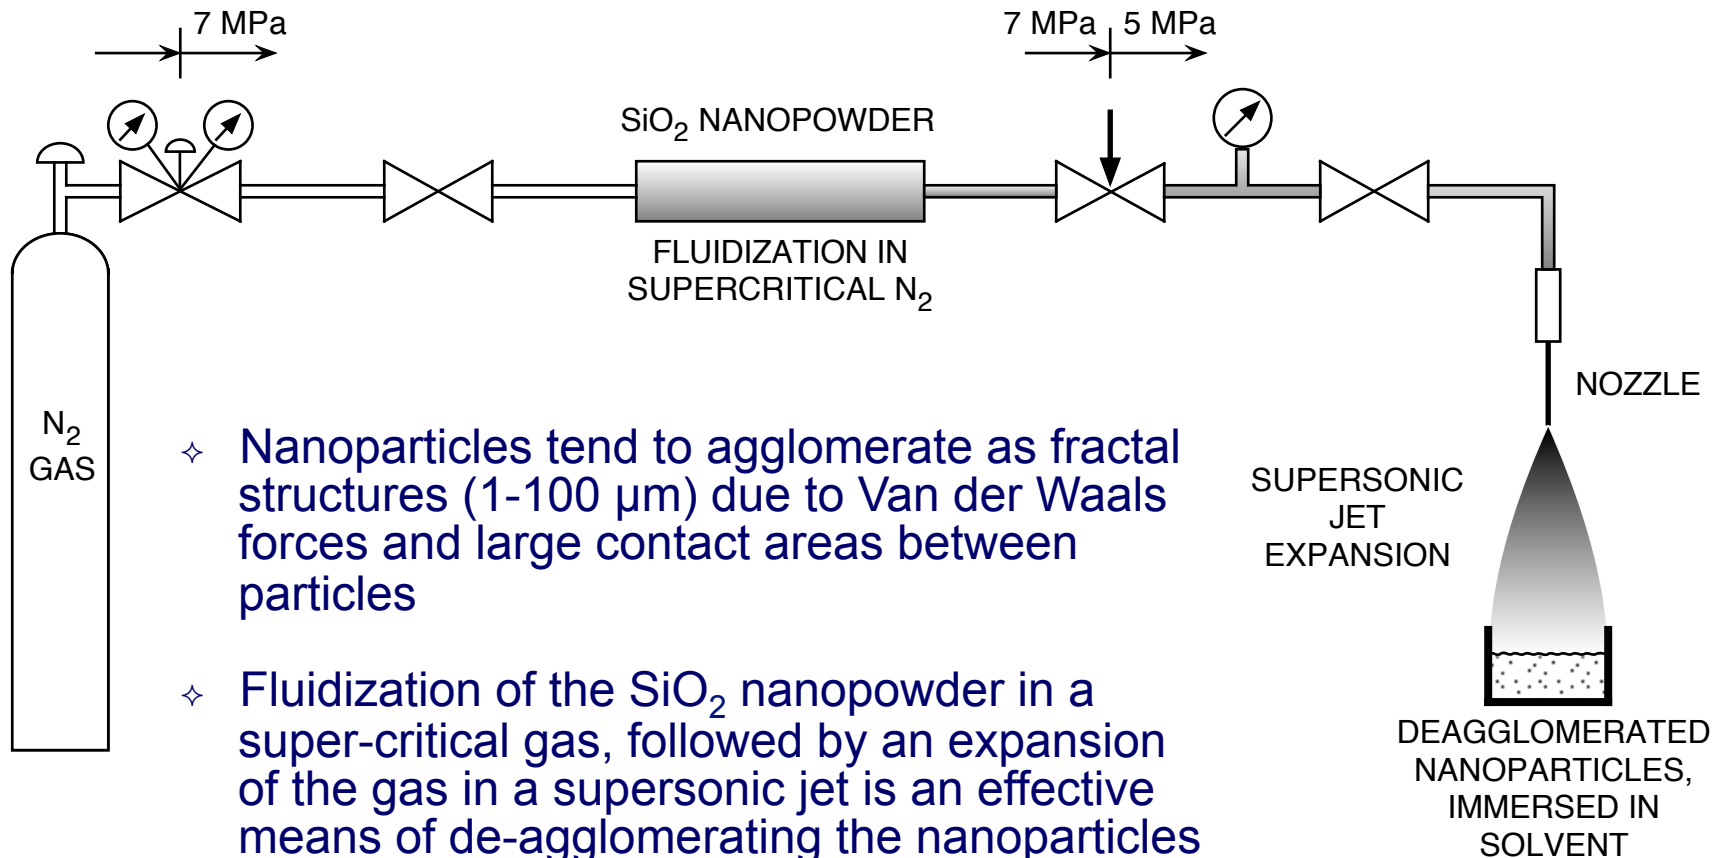 7 MPa
7 MPa
5 MPa
SiO₂ NANOPOWDER
FLUIDIZATION IN
SUPERCRITICAL N₂
N₂
GAS
NOZZLE
SUPERSONIC
JET
EXPANSION
DEAGGLOMERATED
NANOPARTICLES,
IMMERSED IN
SOLVENT
✧ Nanoparticles tend to agglomerate as fractal
structures (1-100 µm) due to Van der Waals
forces and large contact areas between
particles
✧ Fluidization of the SiO₂ nanopowder in a
super-critical gas, followed by an expansion
of the gas in a supersonic jet is an effective
means of de-agglomerating the nanoparticles